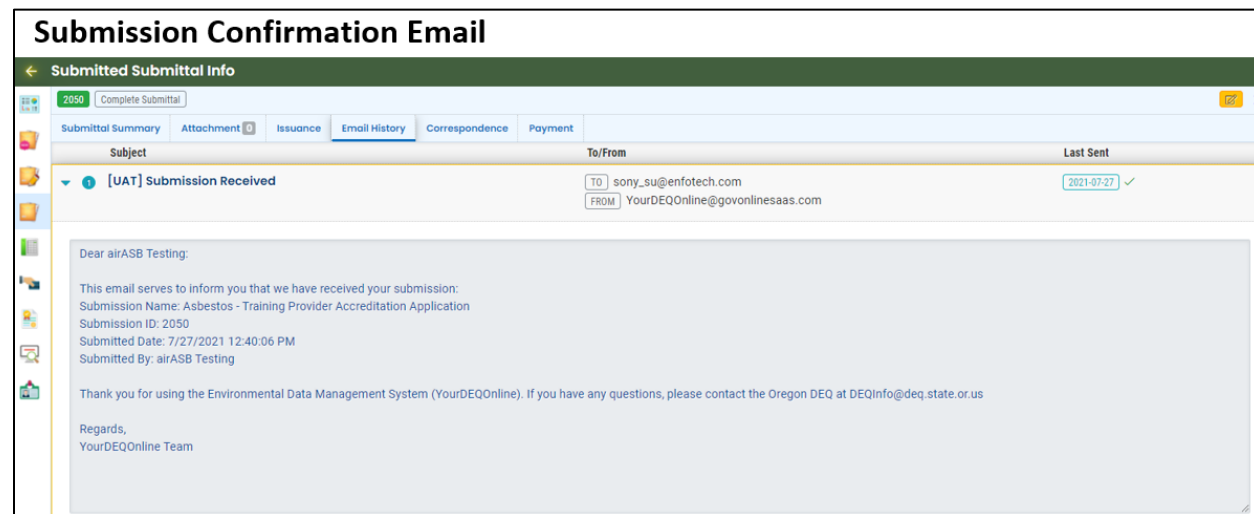 Submission Confirmation Email
Submitted Submittal Info
2050 Complete Submittal
Submittal Summary Attachment 0 Issuance Email History Correspondence Payment
Subject To/From Last Sent
1 [UAT] Submission Received TO sony_su@enfotech.com 2021-07-27
FROM YourDEQOnline@govonlinesaas.com
Dear airASB Testing:
This email serves to inform you that we have received your submission:
Submission Name: Asbestos - Training Provider Accreditation Application
Submission ID: 2050
Submitted Date: 7/27/2021 12:40:06 PM
Submitted By: airASB Testing
Thank you for using the Environmental Data Management System (YourDEQOnline). If you have any questions, please contact the Oregon DEQ at DEQInfo@deq.state.or.us
Regards,
YourDEQOnline Team